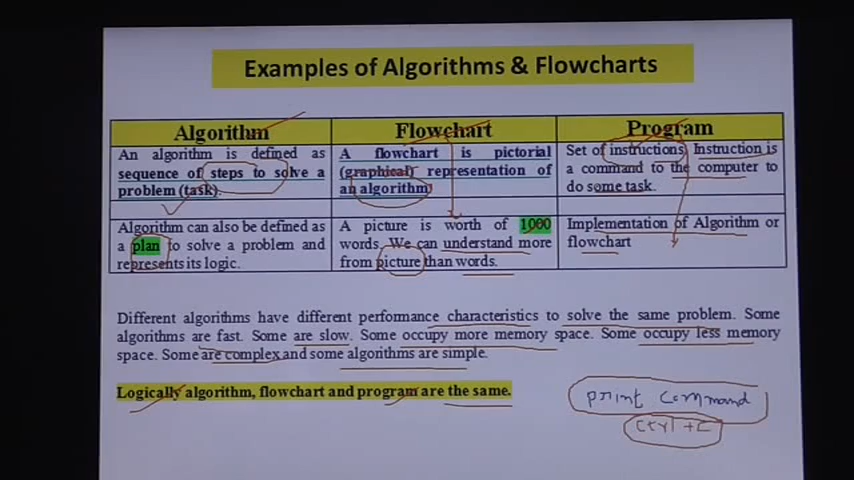 Examples of Algorithms & Flowcharts
Algorithm
An algorithm is defined as
sequence of steps to solve a
problem (task).
Algorithm can also be defined as
a plan to solve a problem and
represents its logic.
Flowchart
A flowchart is pictorial
(graphical) representation of
an algorithm.
A picture is worth of 1000
words. We can understand more
from picture than words.
Program
Set of instructions. Instruction is
a command to the computer to
do some task.
Implementation of Algorithm or
flowchart
Different algorithms have different performance characteristics to solve the same problem. Some
algorithms are fast. Some are slow. Some occupy more memory space. Some occupy less memory
space. Some are complex and some algorithms are simple.
Logically algorithm, flowchart and program are the same.
print command
Ctrl + C